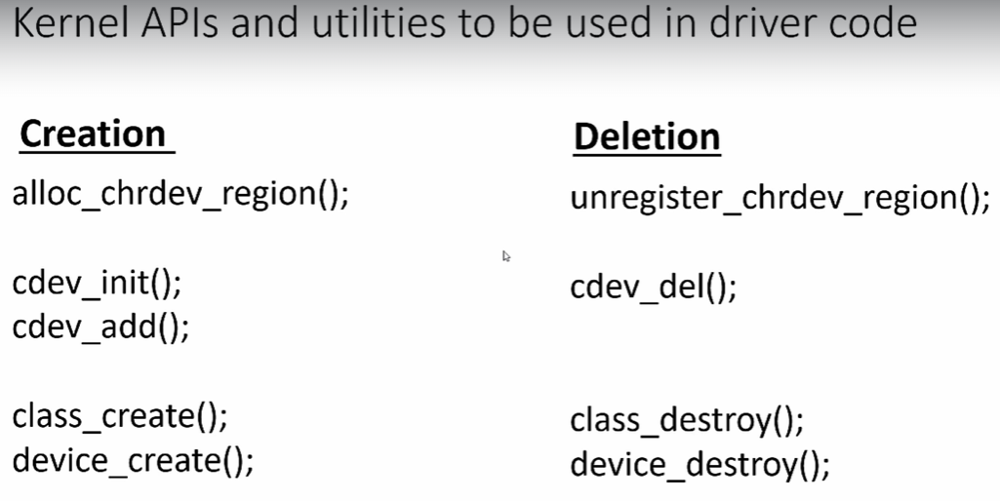 Kernel APIs and utilities to be used in driver code
Creation
alloc_chrdev_region();
cdev_init();
cdev_add();
class_create();
device_create();
Deletion
unregister_chrdev_region();
cdev_del();
class_destroy();
device_destroy();